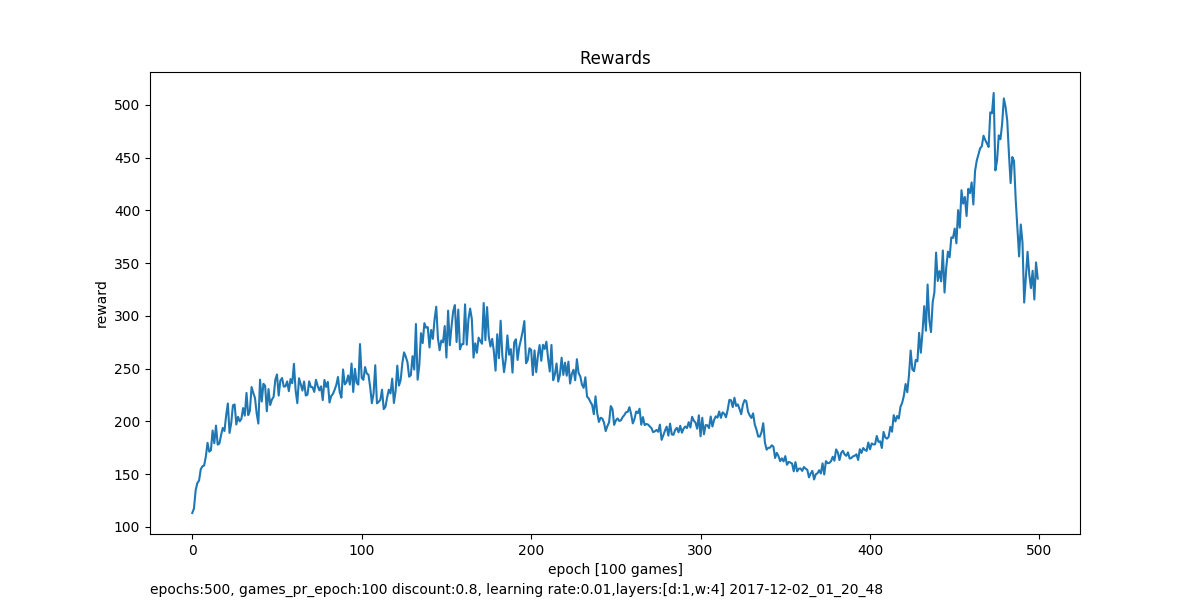 Rewards
500
450
400
350
300
250
200
150
100
reward
0 100 200 300 400 500
epoch [100 games]
epochs:500, games_pr_epoch:100 discount:0.8, learning rate:0.01,layers:[d:1,w:4] 2017-12-02_01_20_48